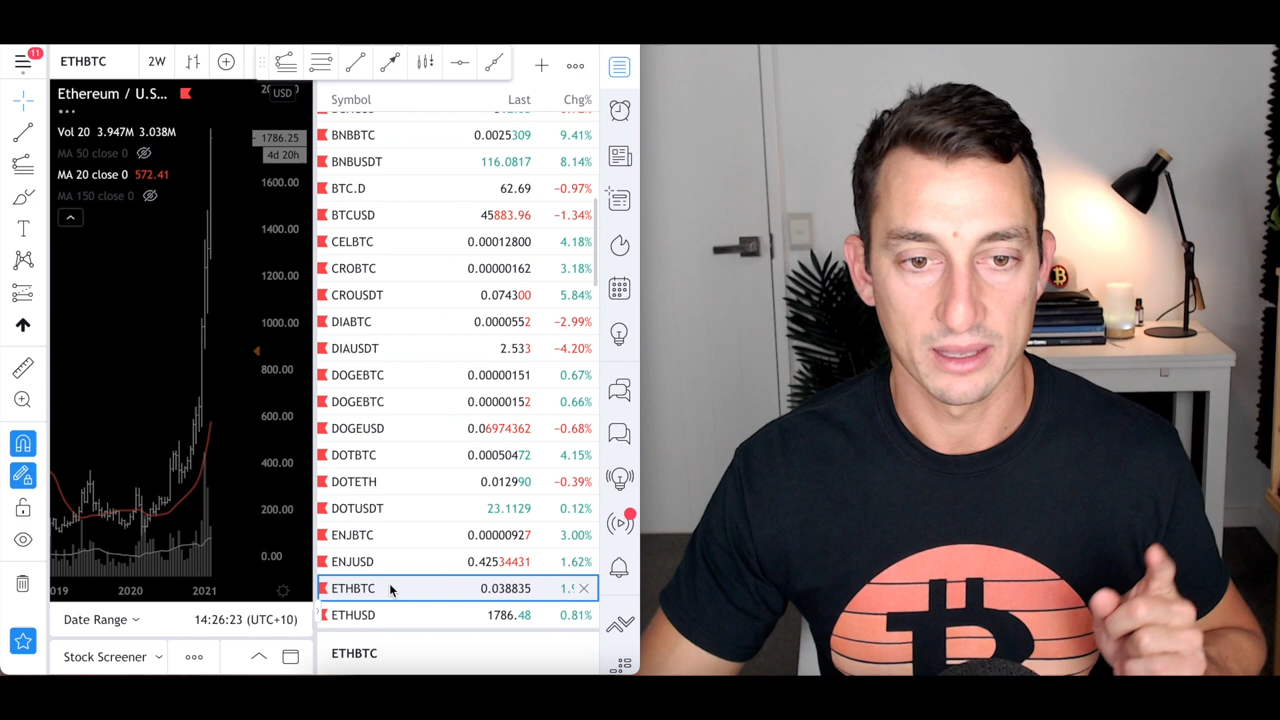 11
ETHBTC 2W
Ethereum / U.S...
Vol 20 3.947M 3.038M
MA 50 close 0
MA 20 close 0 572.41
MA 150 close 0
USD
1786.25
4d 20h
1600.00
1400.00
1200.00
1000.00
800.00
600.00
400.00
200.00
0.00
2020 2021
Date Range 14:26:23 (UTC+10)
Stock Screener
Symbol Last Chg%
BNBBTC 0.0025309 9.41%
BNBUSDT 116.0817 8.14%
BTC.D 62.69 −0.97%
BTCUSD 45883.96 −1.34%
CELBTC 0.00012800 4.18%
CROBTC 0.00000162 3.18%
CROUSDT 0.074300 5.84%
DIABTC 0.0000552 −2.99%
DIAUSDT 2.533 −4.20%
DOGEBTC 0.00000151 0.67%
DOGEBTC 0.00000152 0.66%
DOGEUSD 0.06974362 −0.68%
DOTBTC 0.00050472 4.15%
DOTETH 0.012990 −0.39%
DOTUSDT 23.1129 0.12%
ENJBTC 0.00000927 3.00%
ENJUSD 0.42534431 1.62%
ETHBTC 0.038835
ETHUSD 1786.48 0.81%
ETHBTC